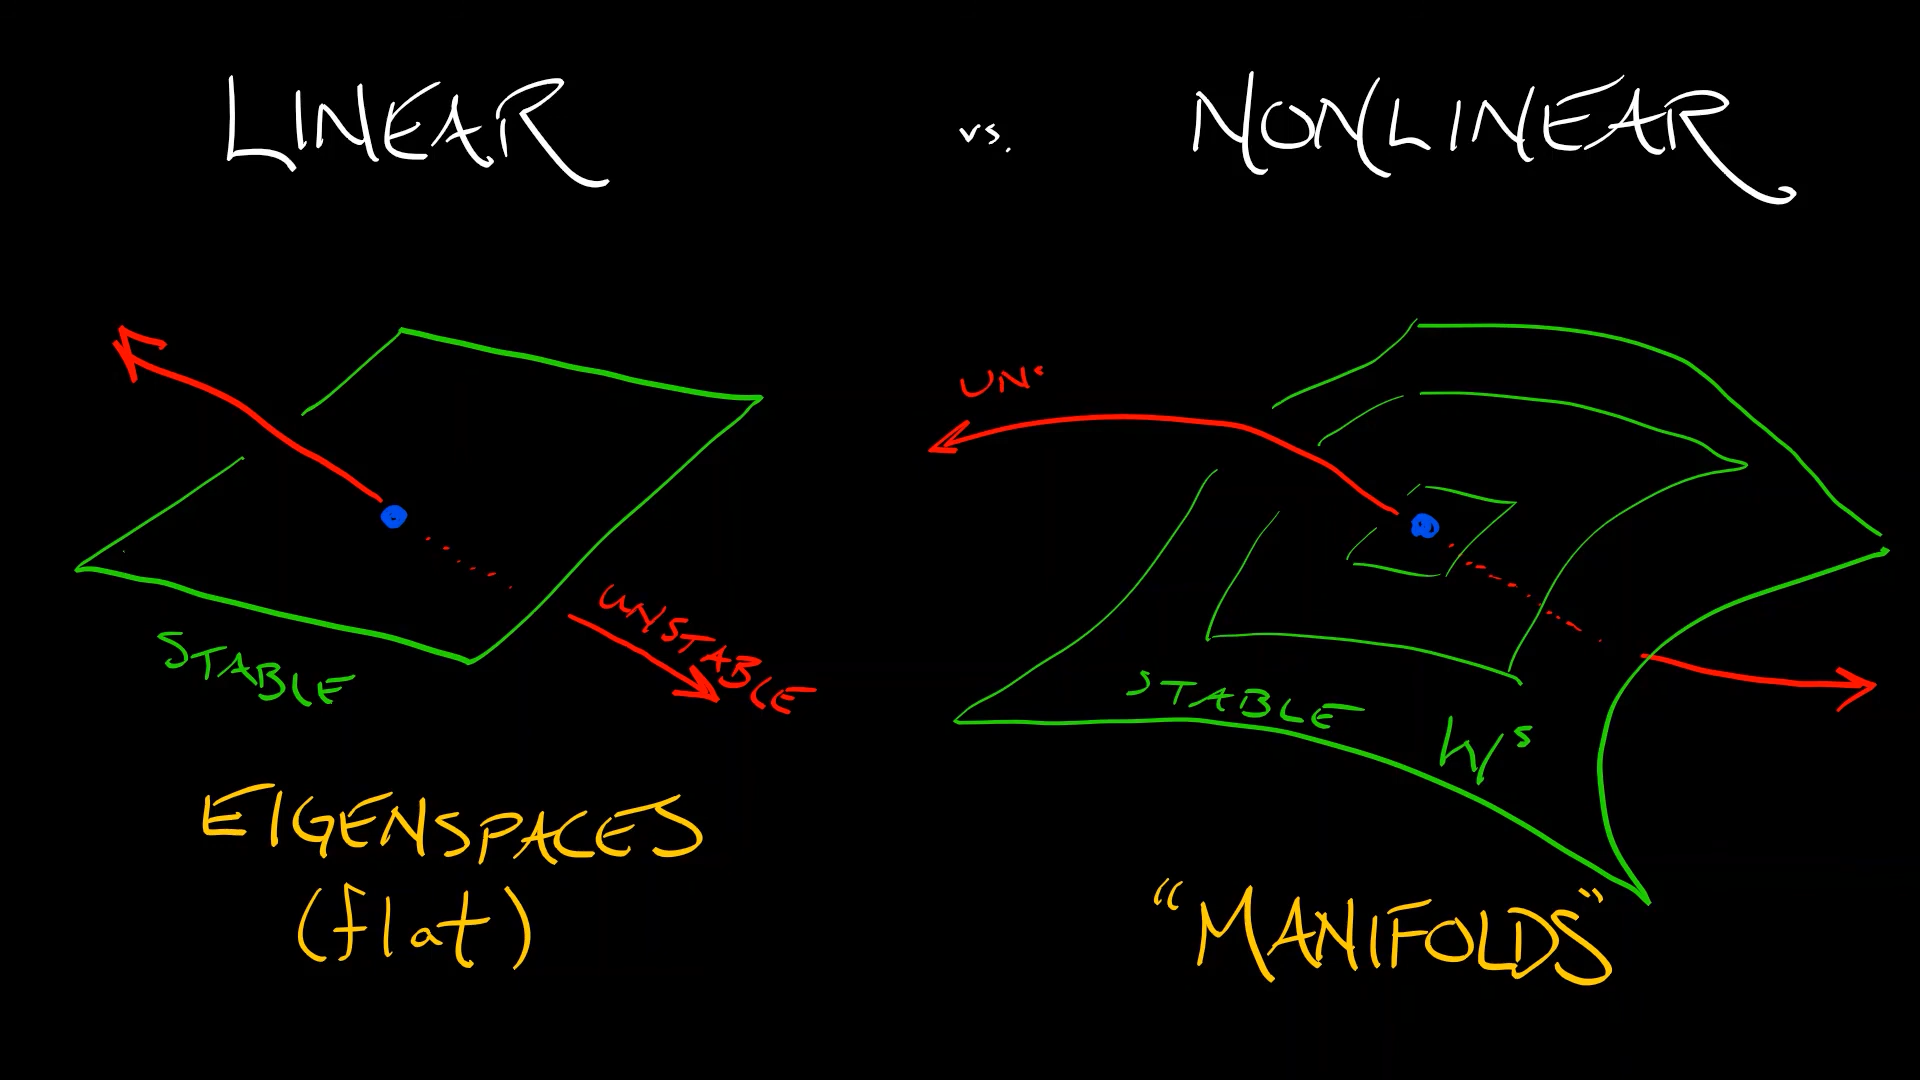 LINEAR vs. NONLINEAR
UN
UNSTABLE
STABLE
STABLE W^s
EIGENSPACES
(flat)
"MANIFOLDS"